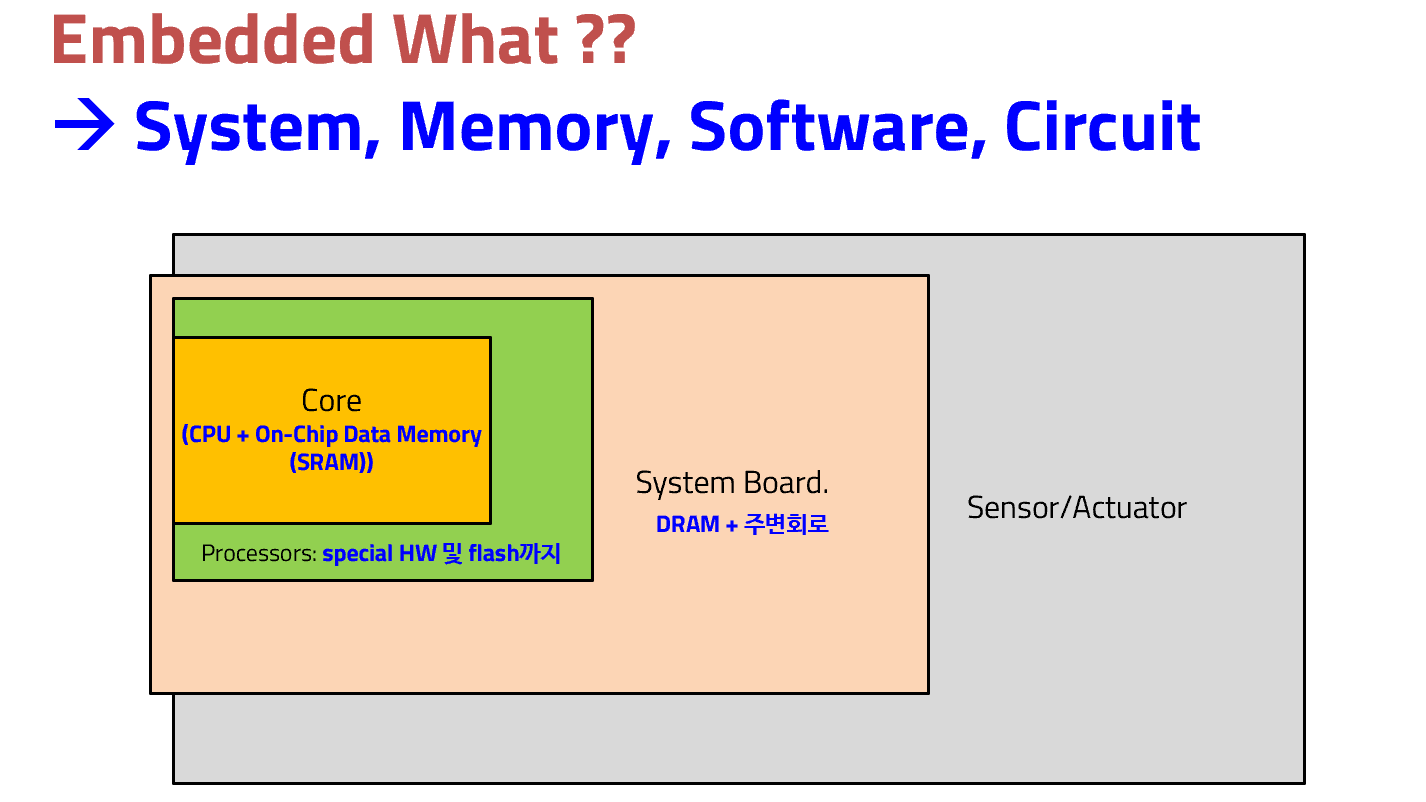 Embedded What ??
→ System, Memory, Software, Circuit
Core
(CPU + On-Chip Data Memory
(SRAM))
Processors: special HW 및 flash까지
System Board.
DRAM + 주변회로
Sensor/Actuator